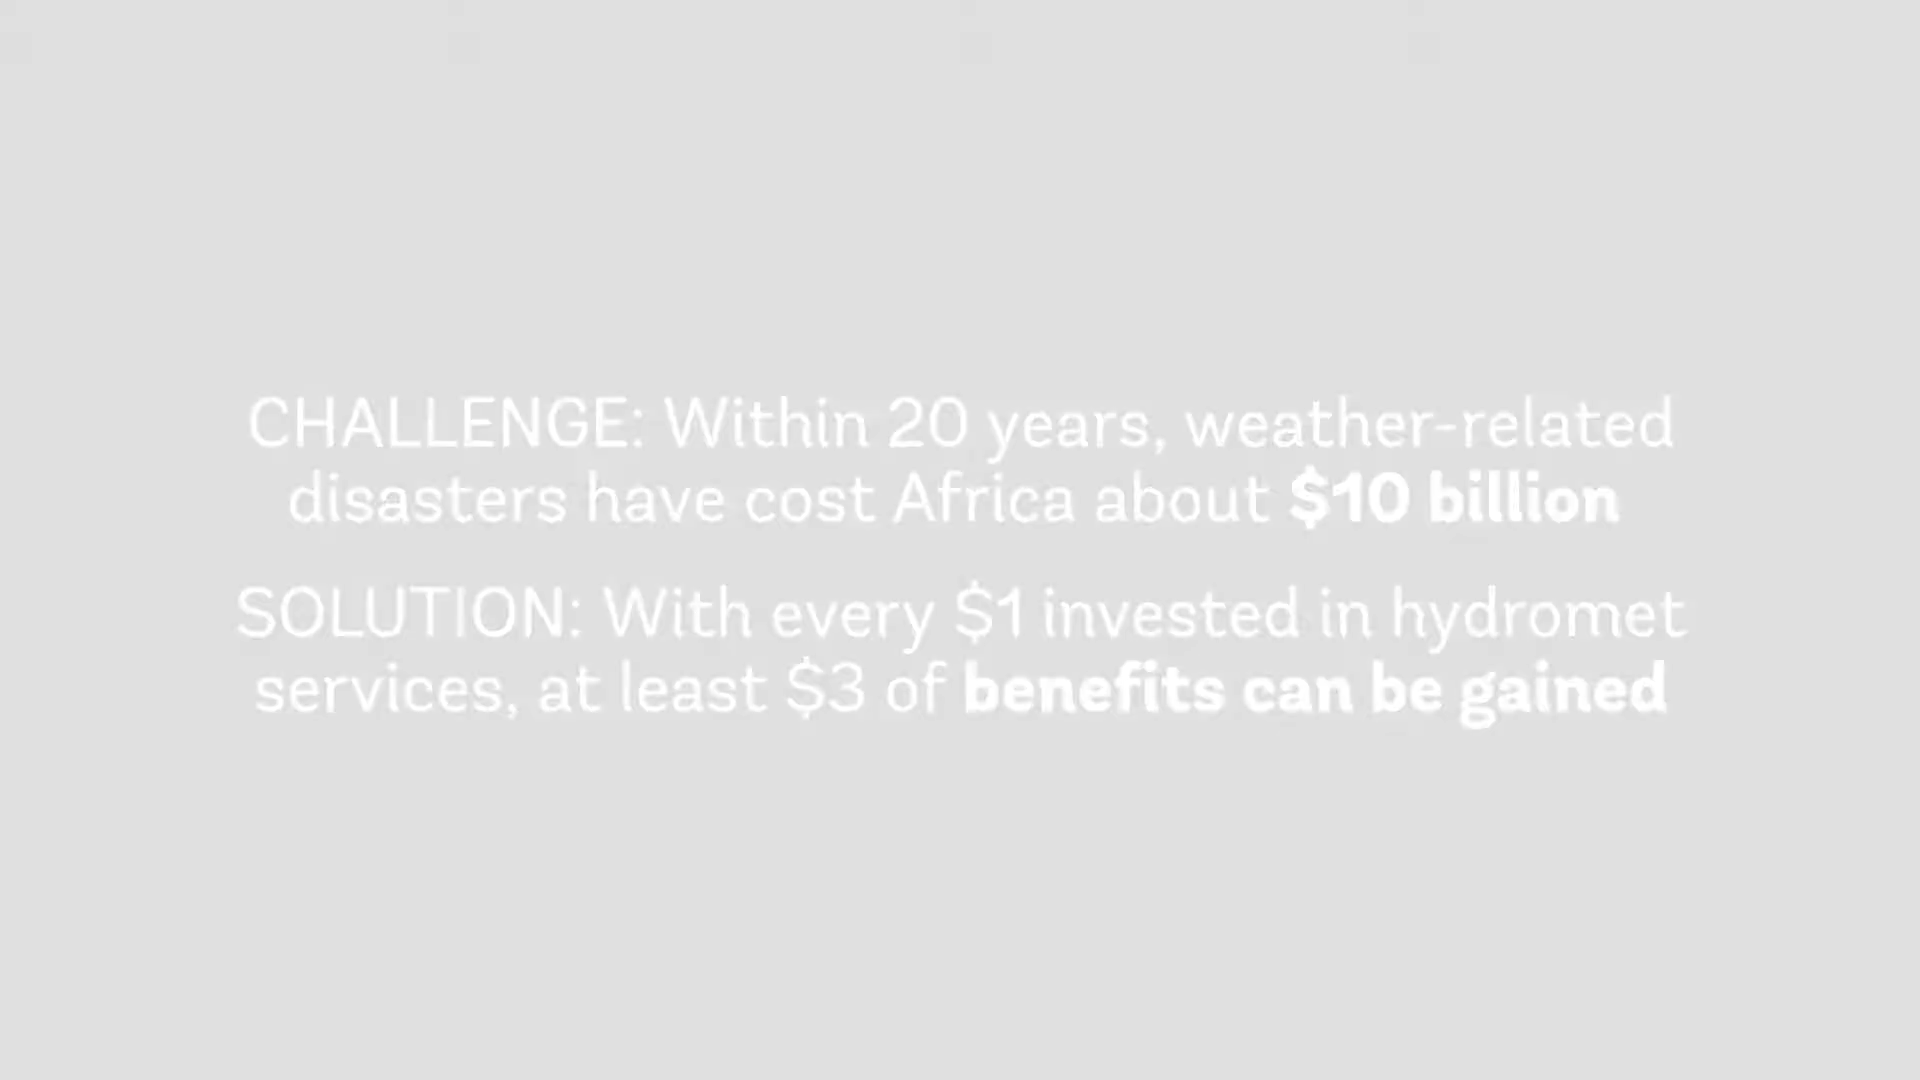 CHALLENGE: Within 20 years, weather-related
disasters have cost Africa about $10 billion
SOLUTION: With every $1 invested in hydromet
services, at least $3 of benefits can be gained